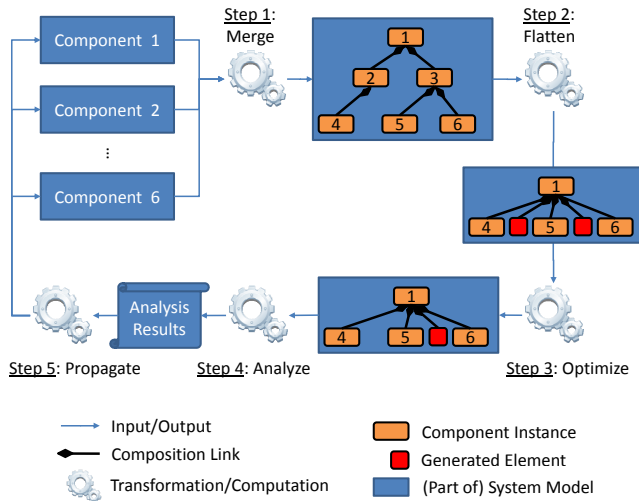 Component 1
Component 2
...
Component 6
Step 1:
Merge
1
2
3
4
5
6
Step 2:
Flatten
1
4
5
6
Step 3: Optimize
1
4
5
6
Step 4: Analyze
Analysis
Results
Step 5: Propagate
Input/Output
Composition Link
Transformation/Computation
Component Instance
Generated Element
(Part of) System Model